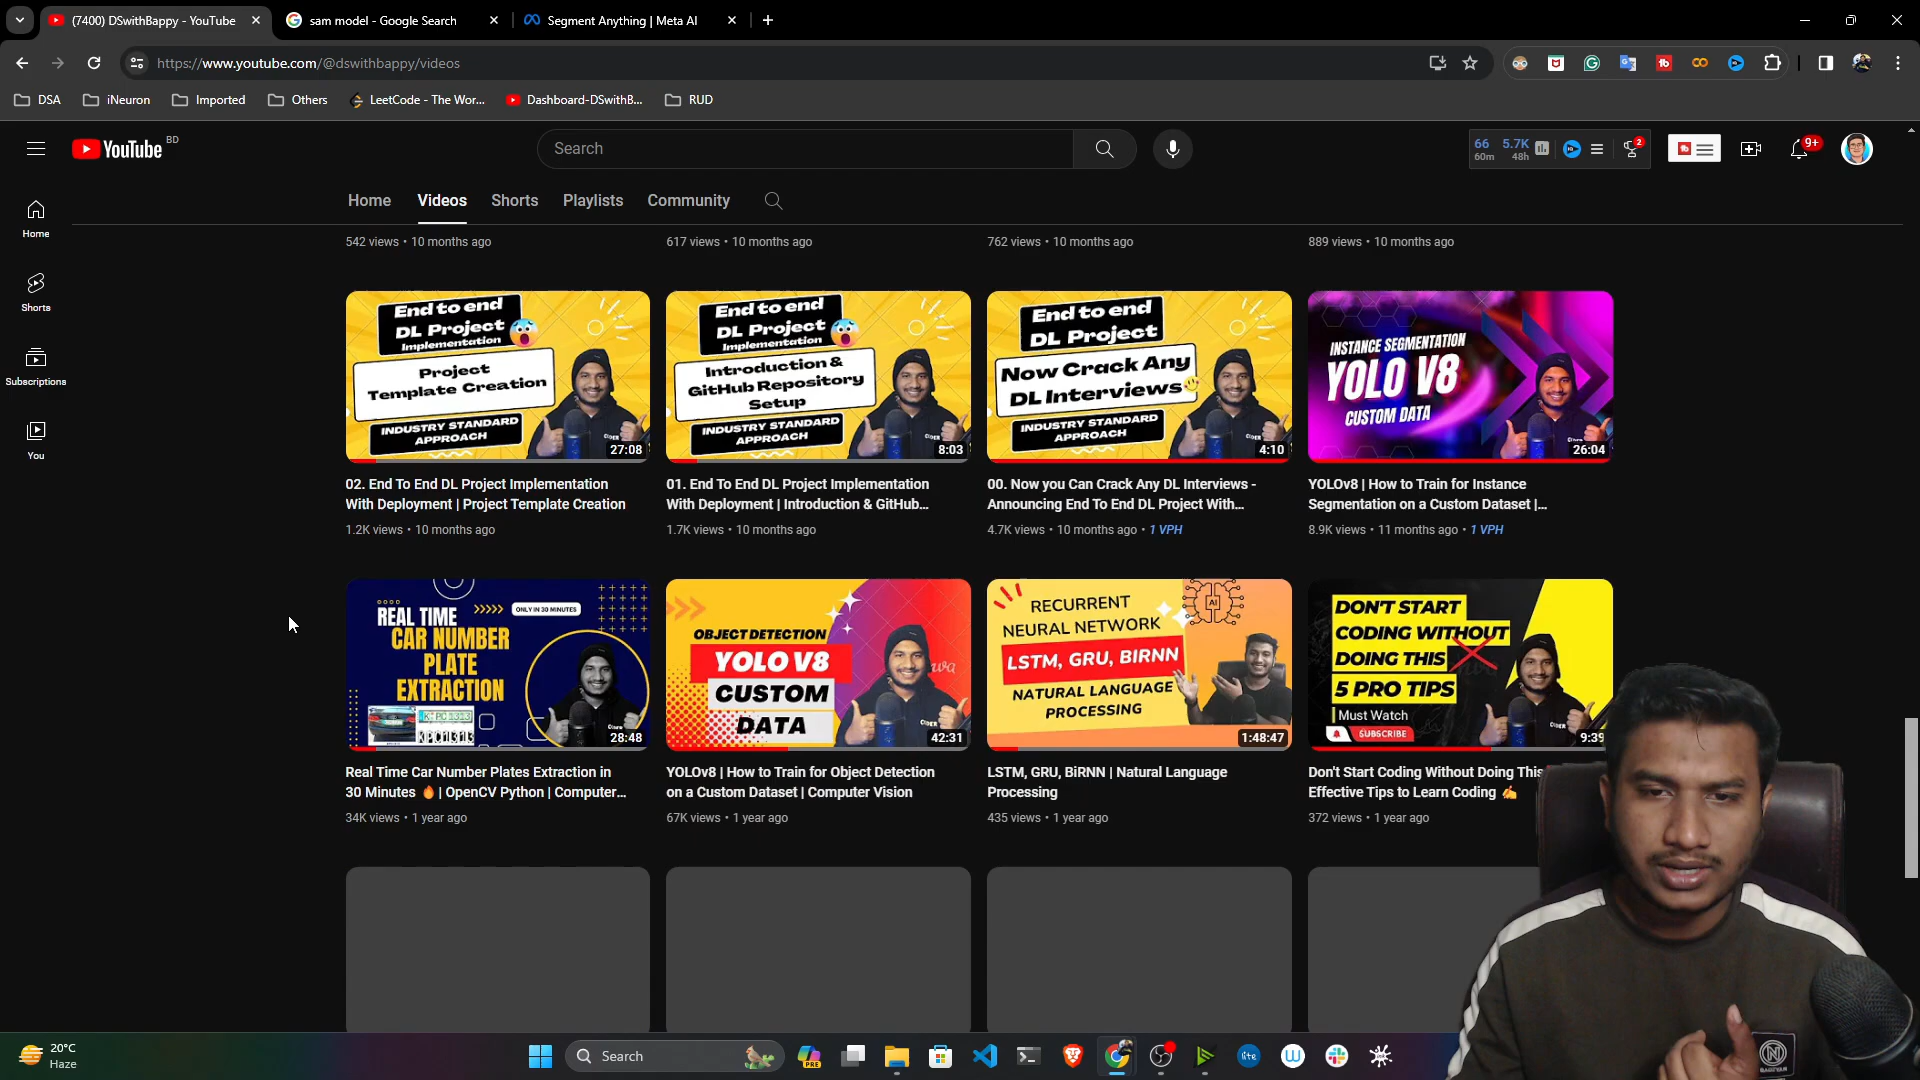 (7400) DSwithBappy - YouTube
sam model - Google Search
Segment Anything | Meta AI
https://www.youtube.com/@dswithbappy/videos
DSA
iNeuron
Imported
Others
LeetCode - The Wor...
Dashboard-DSwithB...
RUD
YouTube BD
Search
66 60m
5.7K 48h
2
9+
Home
Videos
Shorts
Playlists
Community
Home
Shorts
Subscriptions
You
542 views • 10 months ago
617 views • 10 months ago
762 views • 10 months ago
889 views • 10 months ago
End to end
DL Project
Implementation
Project
Template Creation
INDUSTRY STANDARD
APPROACH
27:08
End to end
DL Project
Implementation
Introduction &
GitHub Repository
Setup
INDUSTRY STANDARD
APPROACH
8:03
End to end
DL Project
Now Crack Any
DL Interviews
INDUSTRY STANDARD
APPROACH
4:10
INSTANCE SEGMENTATION
YOLO V8
CUSTOM DATA
26:04
02. End To End DL Project Implementation
With Deployment | Project Template Creation
1.2K views • 10 months ago
01. End To End DL Project Implementation
With Deployment | Introduction & GitHub...
1.7K views • 10 months ago
00. Now you Can Crack Any DL Interviews -
Announcing End To End DL Project With...
4.7K views • 10 months ago • 1 VPH
YOLOv8 | How to Train for Instance
Segmentation on a Custom Dataset |...
8.9K views • 11 months ago • 1 VPH
REAL TIME
ONLY IN 30 MINUTES
CAR NUMBER
PLATE
EXTRACTION
KPC1313
28:48
OBJECT DETECTION
YOLO V8
CUSTOM
DATA
42:31
RECURRENT
NEURAL NETWORK
AI
LSTM, GRU, BIRNN
NATURAL LANGUAGE
PROCESSING
1:48:47
DON'T START
CODING WITHOUT
DOING THIS
5 PRO TIPS
Must Watch
SUBSCRIBE
9:39
Real Time Car Number Plates Extraction in
30 Minutes 🔥 | OpenCV Python | Computer...
34K views • 1 year ago
YOLOv8 | How to Train for Object Detection
on a Custom Dataset | Computer Vision
67K views • 1 year ago
LSTM, GRU, BiRNN | Natural Language
Processing
435 views • 1 year ago
Don't Start Coding Without Doing This
Effective Tips to Learn Coding ✍
372 views • 1 year ago
20°C
Haze
Search
PRE
lite